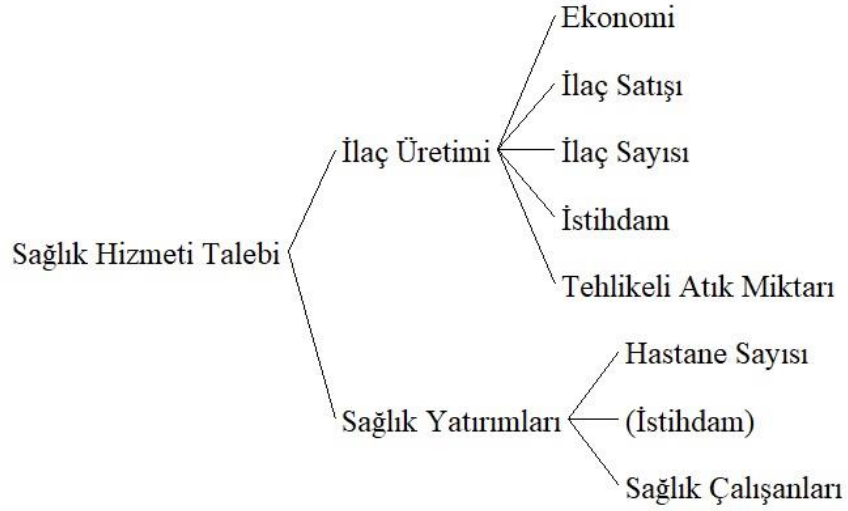 Ekonomi
İlaç Satışı
İlaç Üretimi
İlaç Sayısı
İstihdam
Sağlık Hizmeti Talebi
Tehlikeli Atık Miktarı
Hastane Sayısı
Sağlık Yatırımları
(İstihdam)
Sağlık Çalışanları